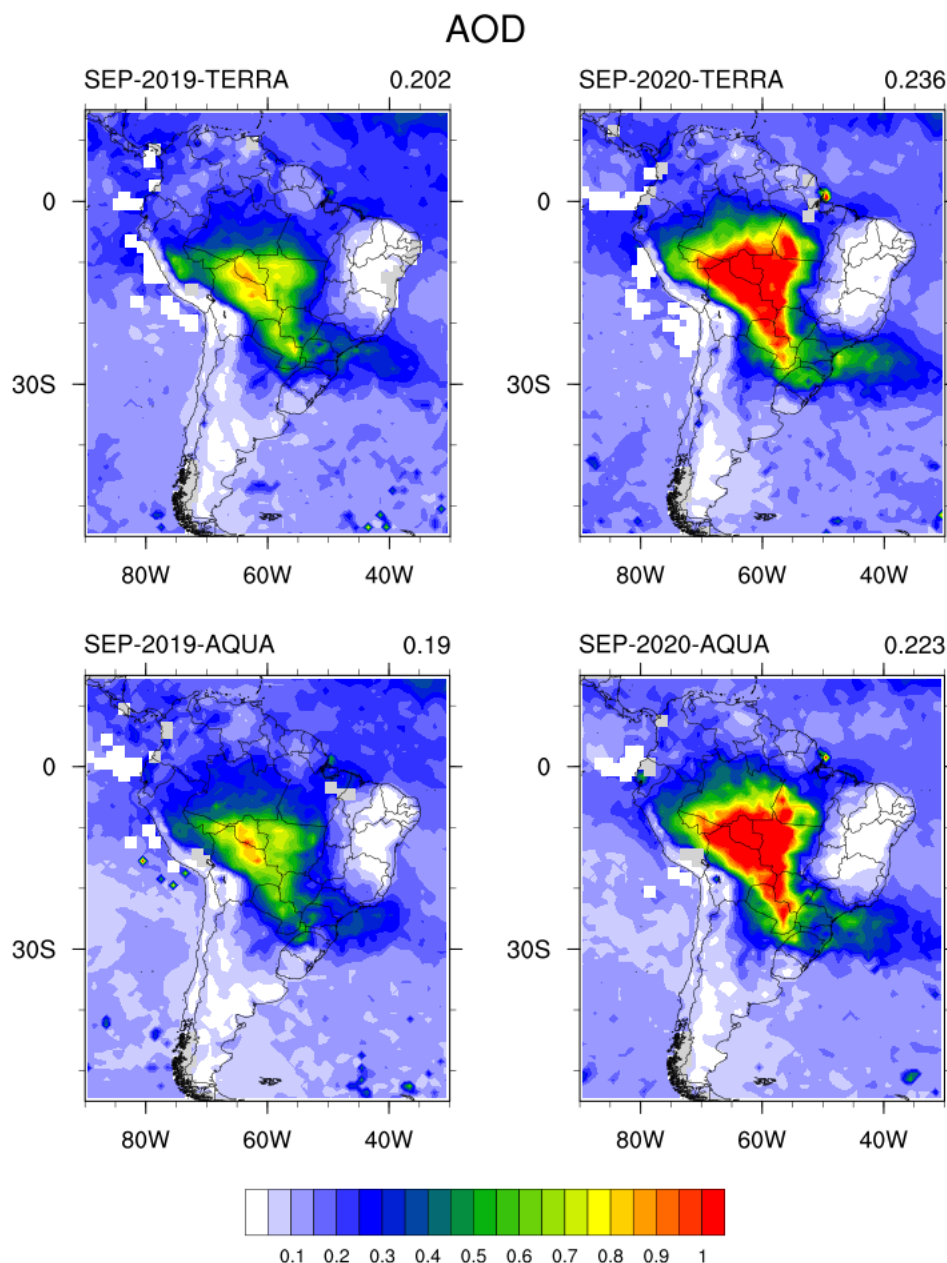 AOD
SEP-2019-TERRA 0.202
SEP-2020-TERRA 0.236
0
30S
80W 60W 40W
0
30S
80W 60W 40W
SEP-2019-AQUA 0.19
SEP-2020-AQUA 0.223
0
30S
80W 60W 40W
0
30S
80W 60W 40W
0.1 0.2 0.3 0.4 0.5 0.6 0.7 0.8 0.9 1